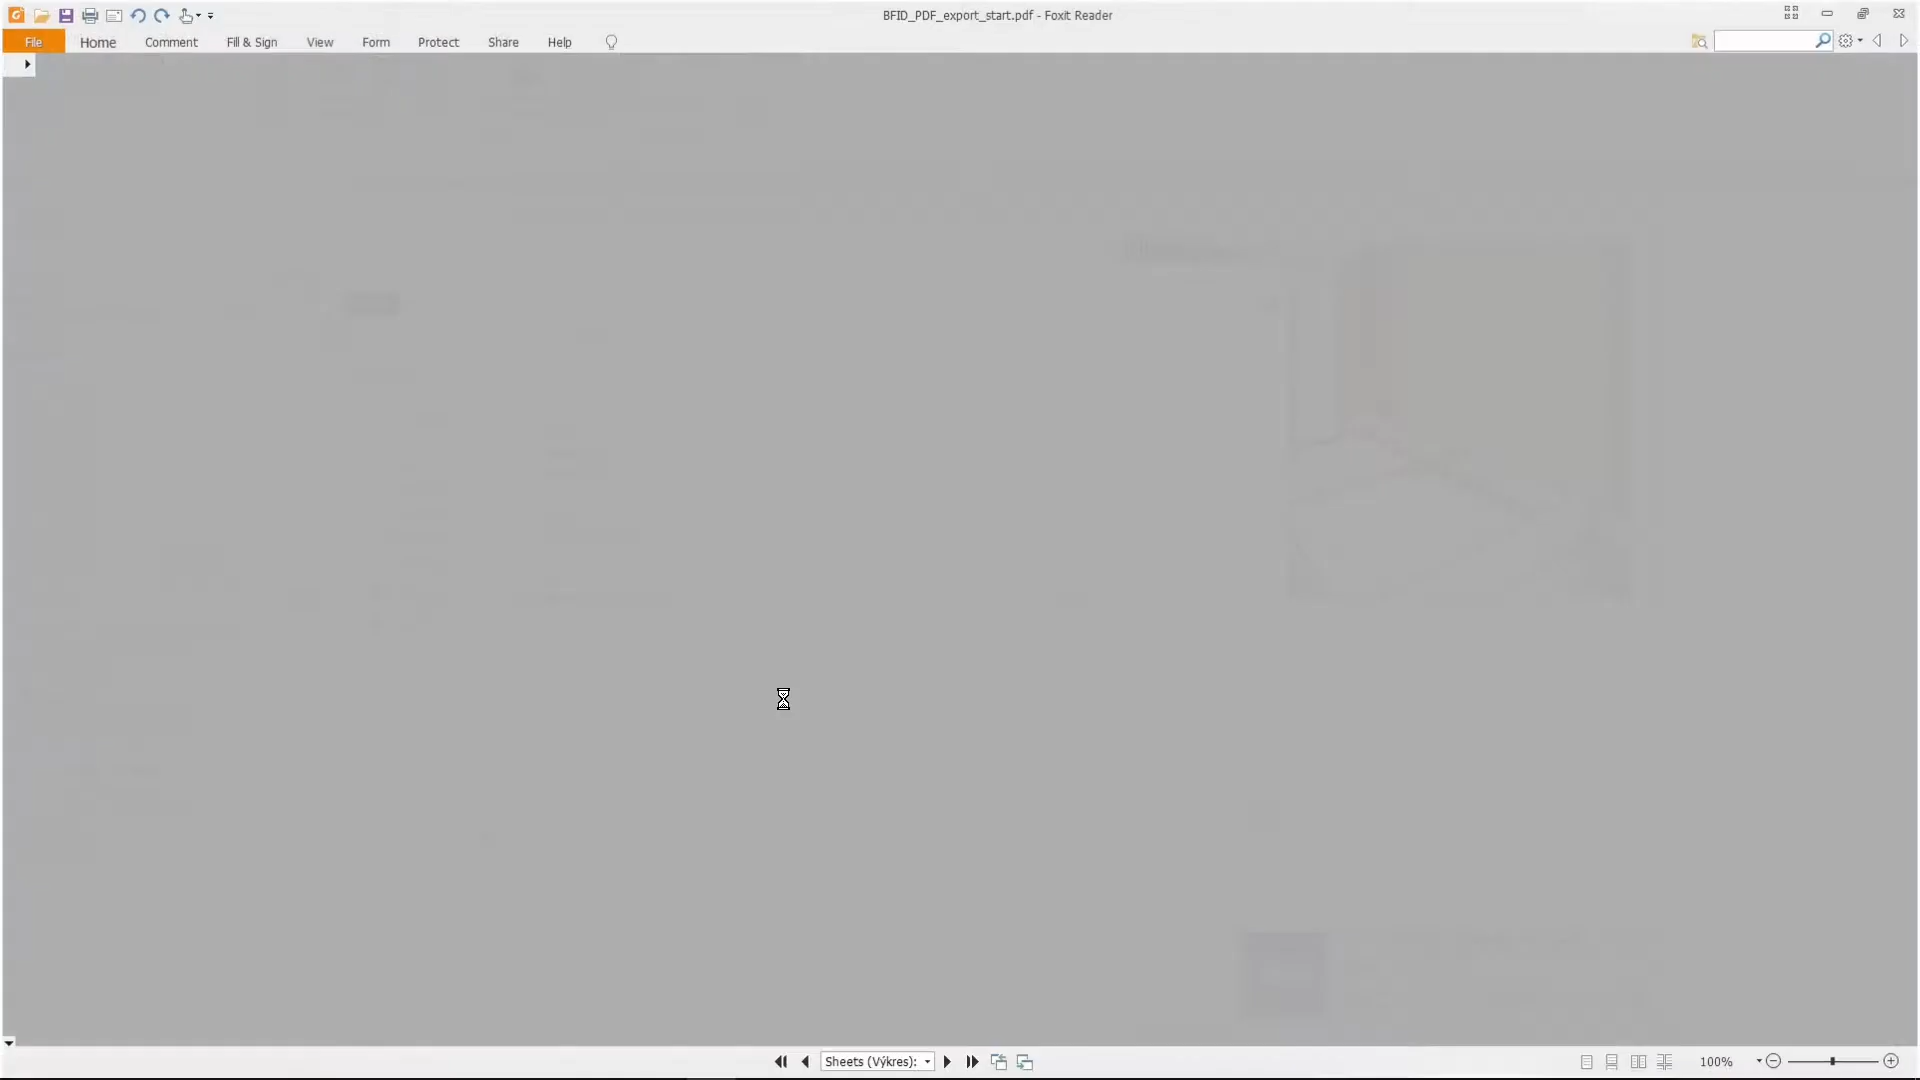 BFID_PDF_export_start.pdf - Foxit Reader
File Home Comment Fill & Sign View Form Protect Share Help
Sheets (Výkres):
100%